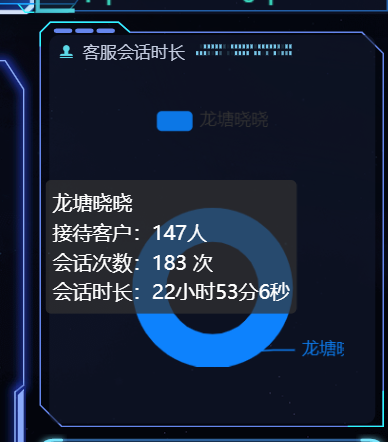 客服会话时长
龙塘晓晓
龙塘晓晓
接待客户：147人
会话次数：183 次
会话时长：22小时53分6秒
龙塘